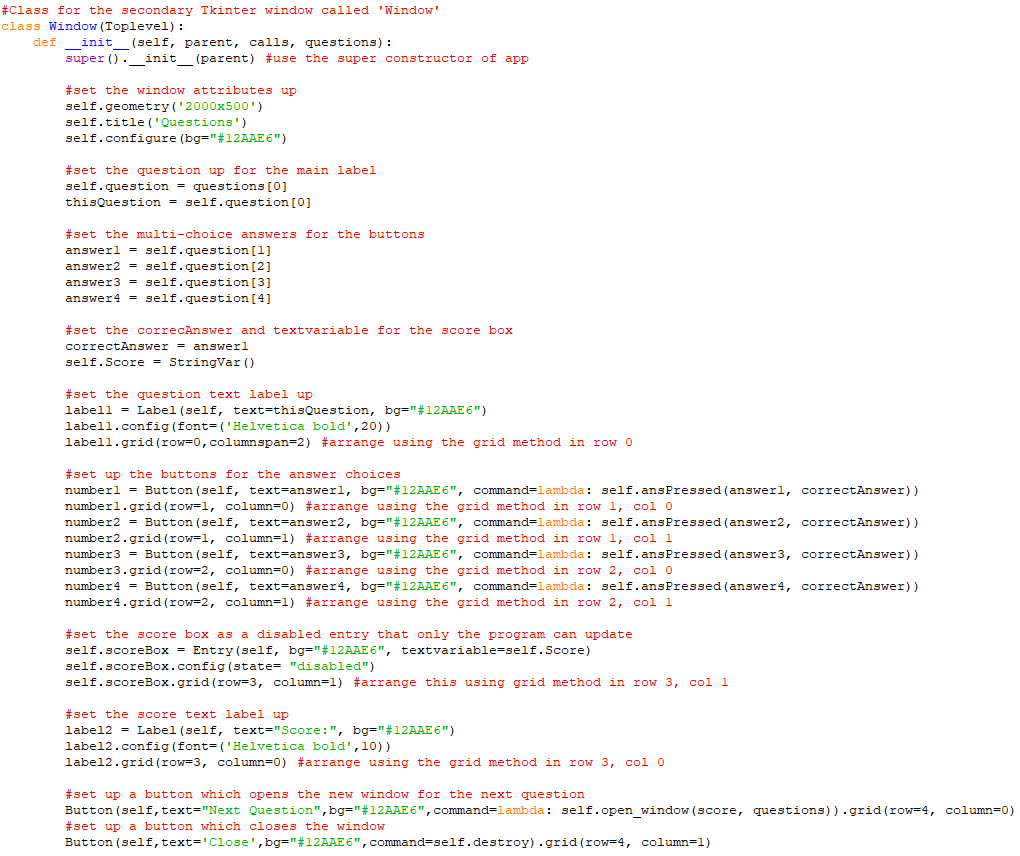 #Class for the secondary Tkinter window called 'Window'
class Window(Toplevel):
    def __init__(self, parent, calls, questions):
        super().__init__(parent) #use the super constructor of app

        #set the window attributes up
        self.geometry('2000x500')
        self.title('Questions')
        self.configure(bg="#12AAE6")

        #set the question up for the main label
        self.question = questions[0]
        thisQuestion = self.question[0]

        #set the multi-choice answers for the buttons
        answer1 = self.question[1]
        answer2 = self.question[2]
        answer3 = self.question[3]
        answer4 = self.question[4]

        #set the correcAnswer and textvariable for the score box
        correctAnswer = answer1
        self.Score = StringVar()

        #set the question text label up
        label1 = Label(self, text=thisQuestion, bg="#12AAE6")
        label1.config(font=('Helvetica bold',20))
        label1.grid(row=0,columnspan=2) #arrange using the grid method in row 0

        #set up the buttons for the answer choices
        number1 = Button(self, text=answer1, bg="#12AAE6", command=lambda: self.ansPressed(answer1, correctAnswer))
        number1.grid(row=1, column=0) #arrange using the grid method in row 1, col 0
        number2 = Button(self, text=answer2, bg="#12AAE6", command=lambda: self.ansPressed(answer2, correctAnswer))
        number2.grid(row=1, column=1) #arrange using the grid method in row 1, col 1
        number3 = Button(self, text=answer3, bg="#12AAE6", command=lambda: self.ansPressed(answer3, correctAnswer))
        number3.grid(row=2, column=0) #arrange using the grid method in row 2, col 0
        number4 = Button(self, text=answer4, bg="#12AAE6", command=lambda: self.ansPressed(answer4, correctAnswer))
        number4.grid(row=2, column=1) #arrange using the grid method in row 2, col 1

        #set the score box as a disabled entry that only the program can update
        self.scoreBox = Entry(self, bg="#12AAE6", textvariable=self.Score)
        self.scoreBox.config(state= "disabled")
        self.scoreBox.grid(row=3, column=1) #arrange this using grid method in row 3, col 1

        #set the score text label up
        label2 = Label(self, text="Score:", bg="#12AAE6")
        label2.config(font=('Helvetica bold',10))
        label2.grid(row=3, column=0) #arrange using the grid method in row 3, col 0

        #set up a button which opens the new window for the next question
        Button(self,text="Next Question",bg="#12AAE6",command=lambda: self.open_window(score, questions)).grid(row=4, column=0)
        #set up a button which closes the window
        Button(self,text='Close',bg="#12AAE6",command=self.destroy).grid(row=4, column=1)